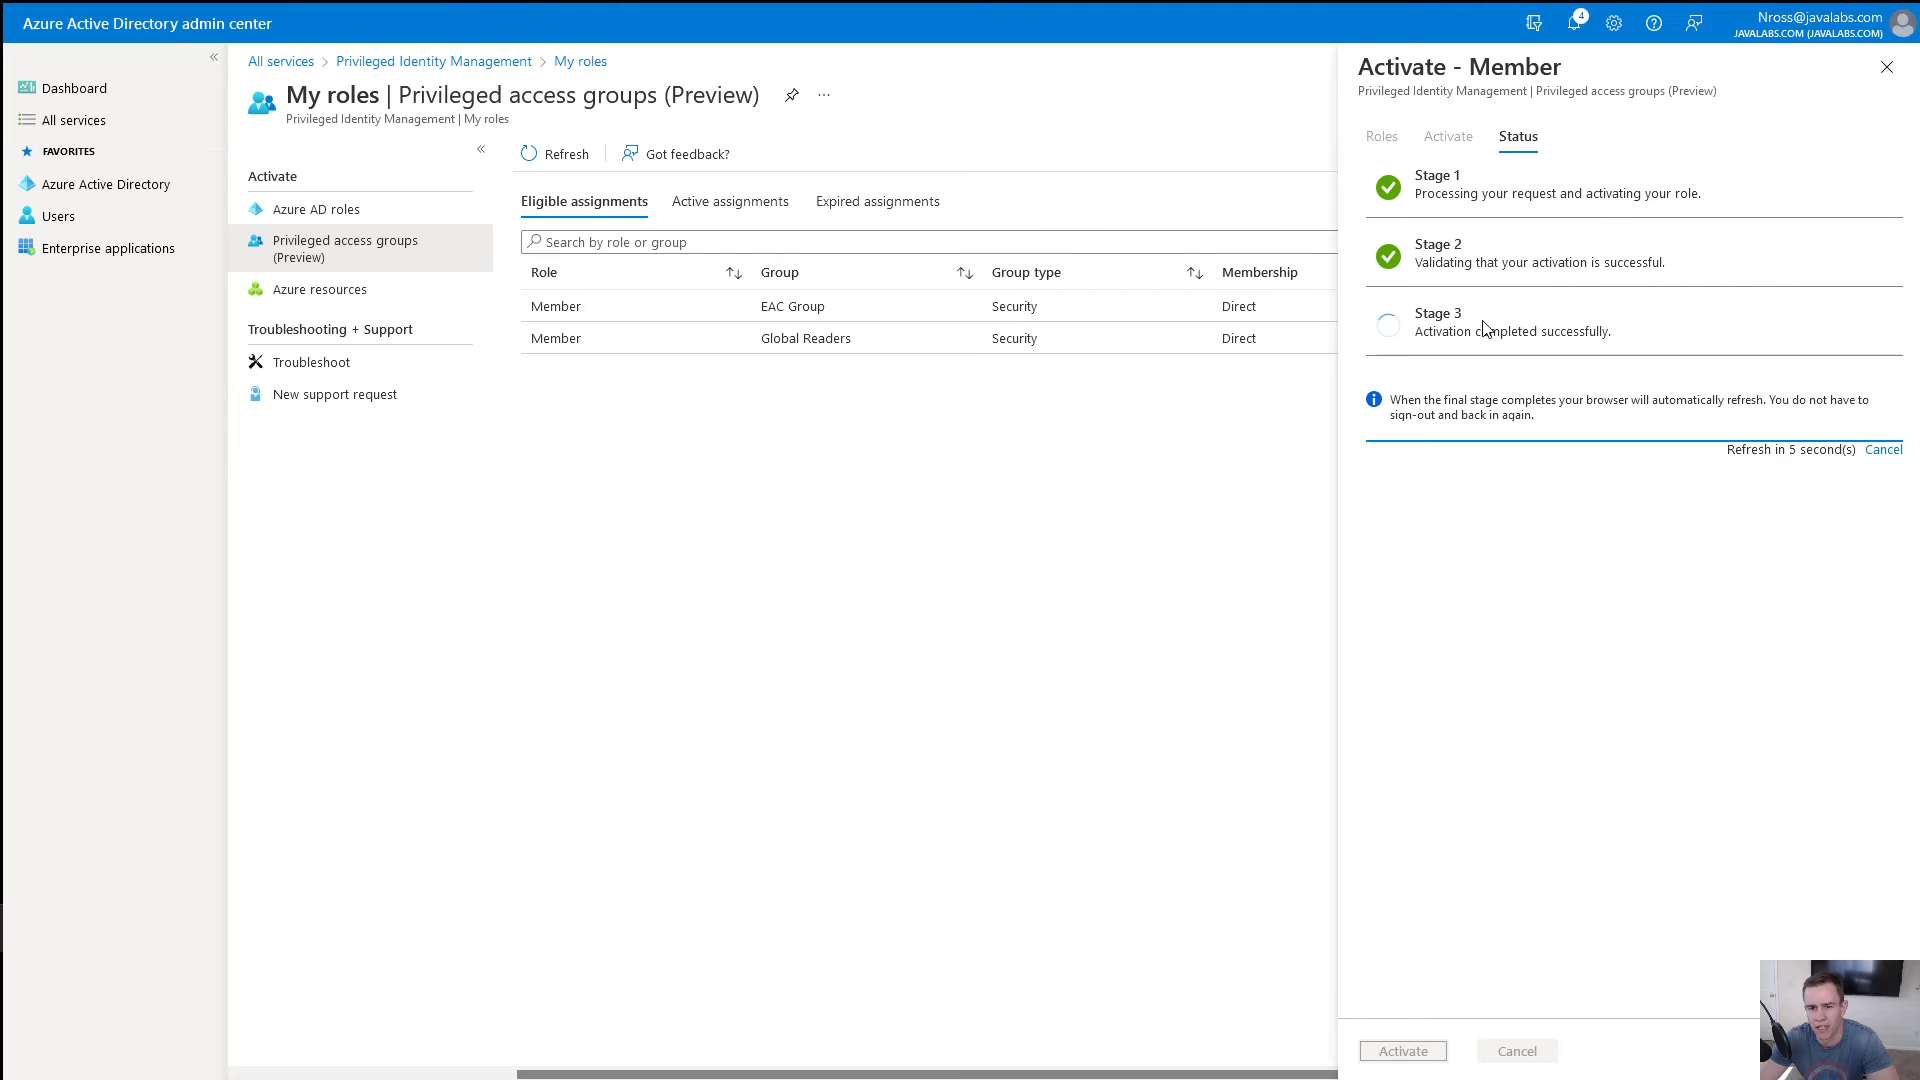 Azure Active Directory admin center
4
Nross@javalabs.com
JAVALABS.COM (JAVALABS.COM)
«
Dashboard
All services
FAVORITES
Azure Active Directory
Users
Enterprise applications
All services > Privileged Identity Management > My roles
My roles | Privileged access groups (Preview)
Privileged Identity Management | My roles
«
Activate
Azure AD roles
Privileged access groups
(Preview)
Azure resources
Troubleshooting + Support
Troubleshoot
New support request
Refresh
Got feedback?
Eligible assignments
Active assignments
Expired assignments
Search by role or group
Role Group Group type Membership
Member EAC Group Security Direct
Member Global Readers Security Direct
Activate - Member
Privileged Identity Management | Privileged access groups (Preview)
Roles Activate Status
Stage 1
Processing your request and activating your role.
Stage 2
Validating that your activation is successful.
Stage 3
Activation completed successfully.
When the final stage completes your browser will automatically refresh. You do not have to
sign-out and back in again.
Refresh in 5 second(s) Cancel
Activate
Cancel